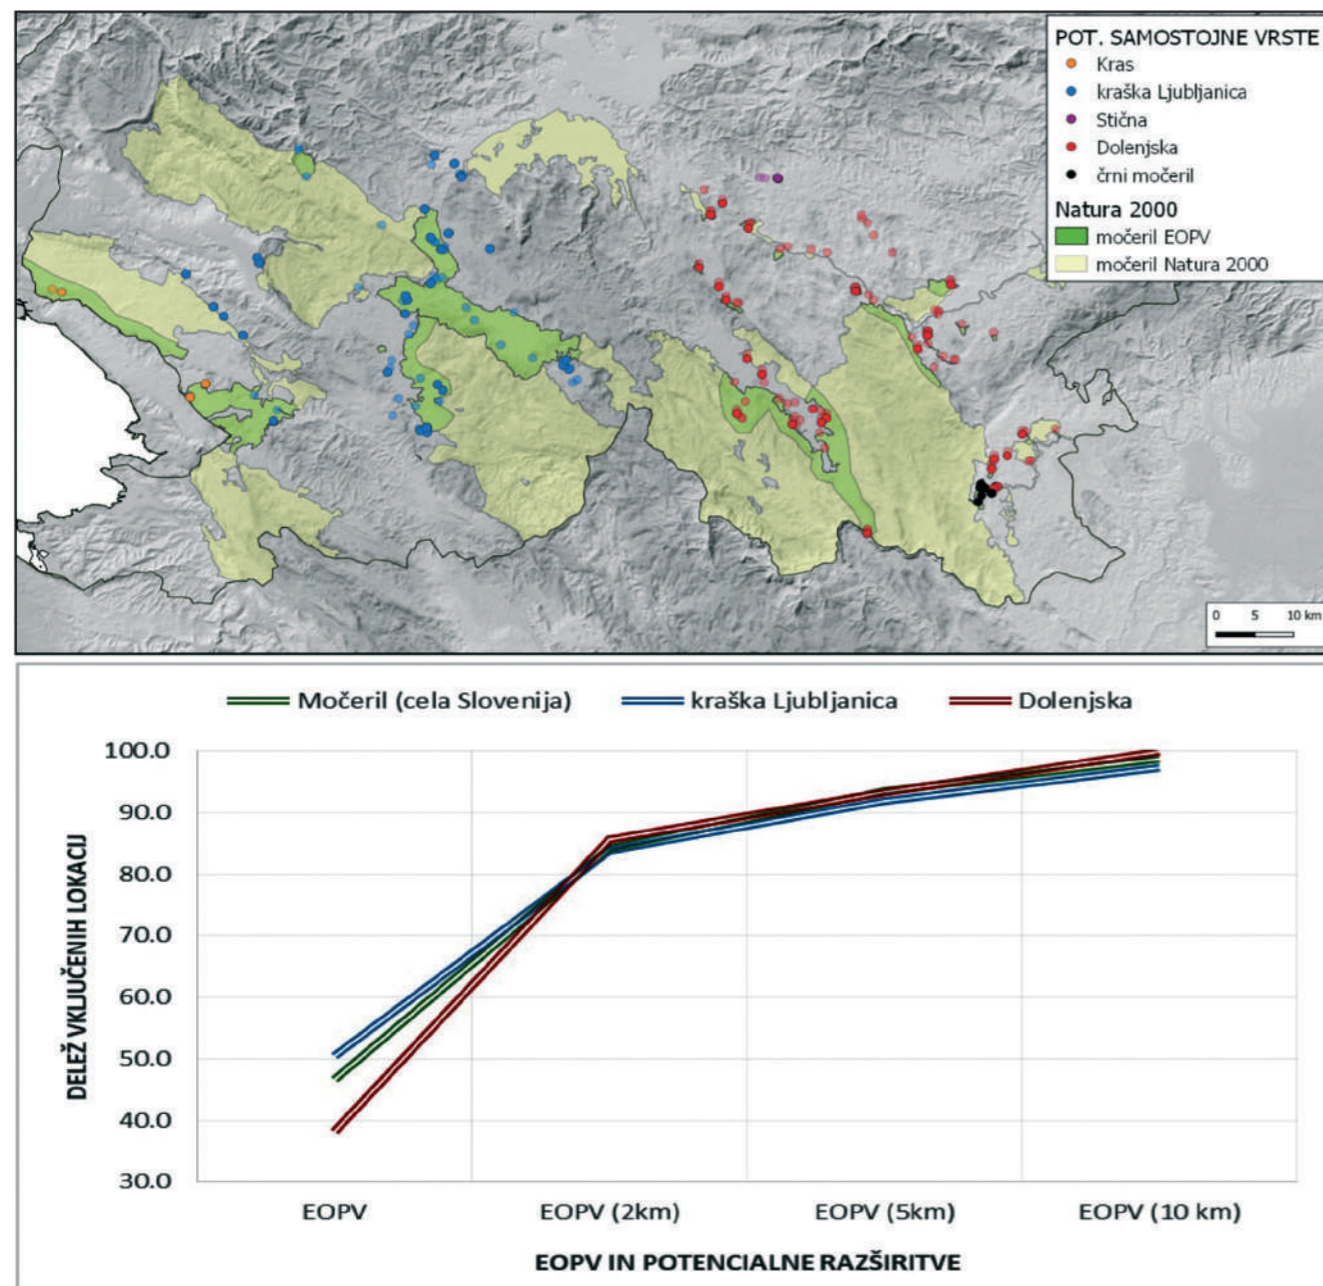 POT. SAMOSTOJNE VRSTE
Kras
kraška Ljubljanica
Stična
Dolenjska
črni močeril
Natura 2000
močeril EOPV
močeril Natura 2000
0 5 10 km
Močeril (cela Slovenija) kraška Ljubljanica Dolenjska
100.0
90.0
80.0
70.0
60.0
50.0
40.0
30.0
DELEŽ VKLJUČENIH LOKACIJ
EOPV EOPV (2km) EOPV (5km) EOPV (10 km)
EOPV IN POTENCIALNE RAZŠIRITVE